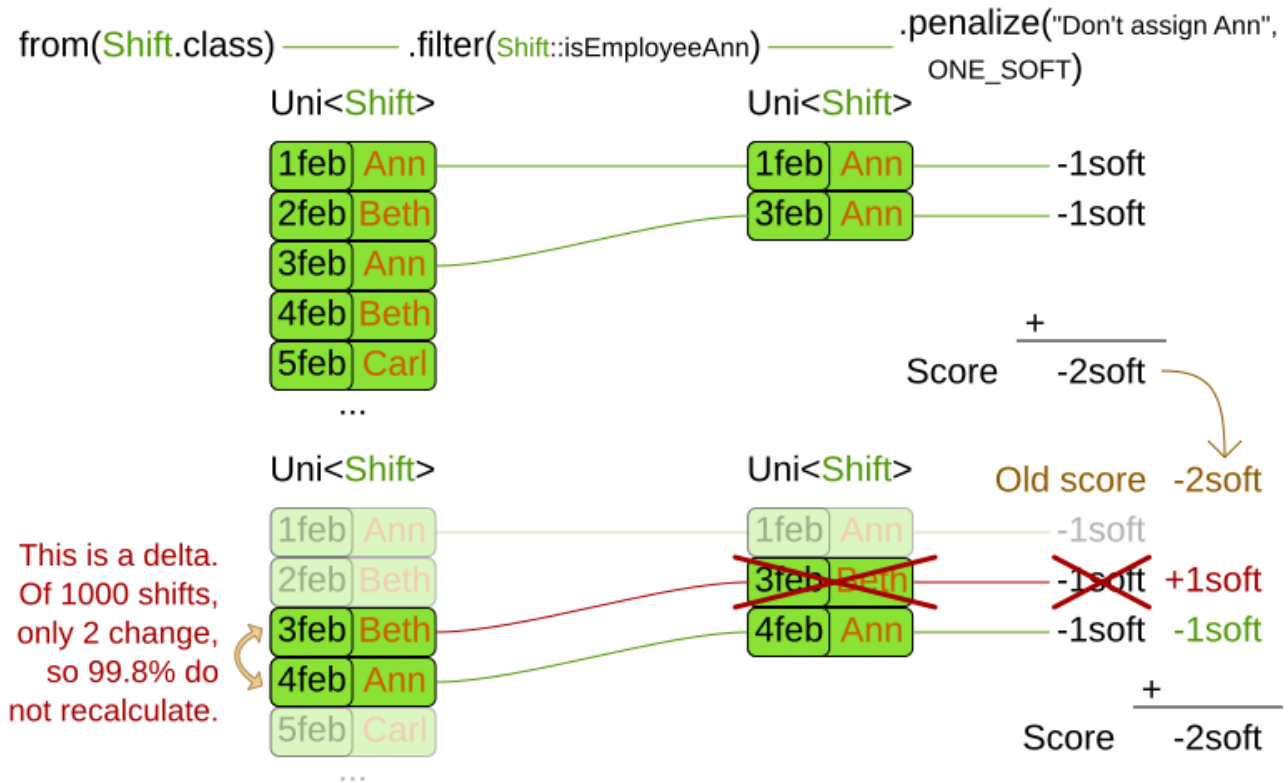 from(Shift.class) .filter(Shift::isEmployeeAnn) .penalize("Don't assign Ann",
ONE_SOFT)
Uni<Shift> Uni<Shift>
1feb Ann 1feb Ann -1soft
2feb Beth 3feb Ann -1soft
3feb Ann
4feb Beth
+
5feb Carl Score -2soft
...
Uni<Shift> Uni<Shift> Old score -2soft
1feb Ann 1feb Ann -1soft
2feb Beth 3feb Beth -1soft +1soft
3feb Beth 4feb Ann -1soft -1soft
4feb Ann
5feb Carl
...
This is a delta.
Of 1000 shifts,
only 2 change,
so 99.8% do
not recalculate.
+
Score -2soft